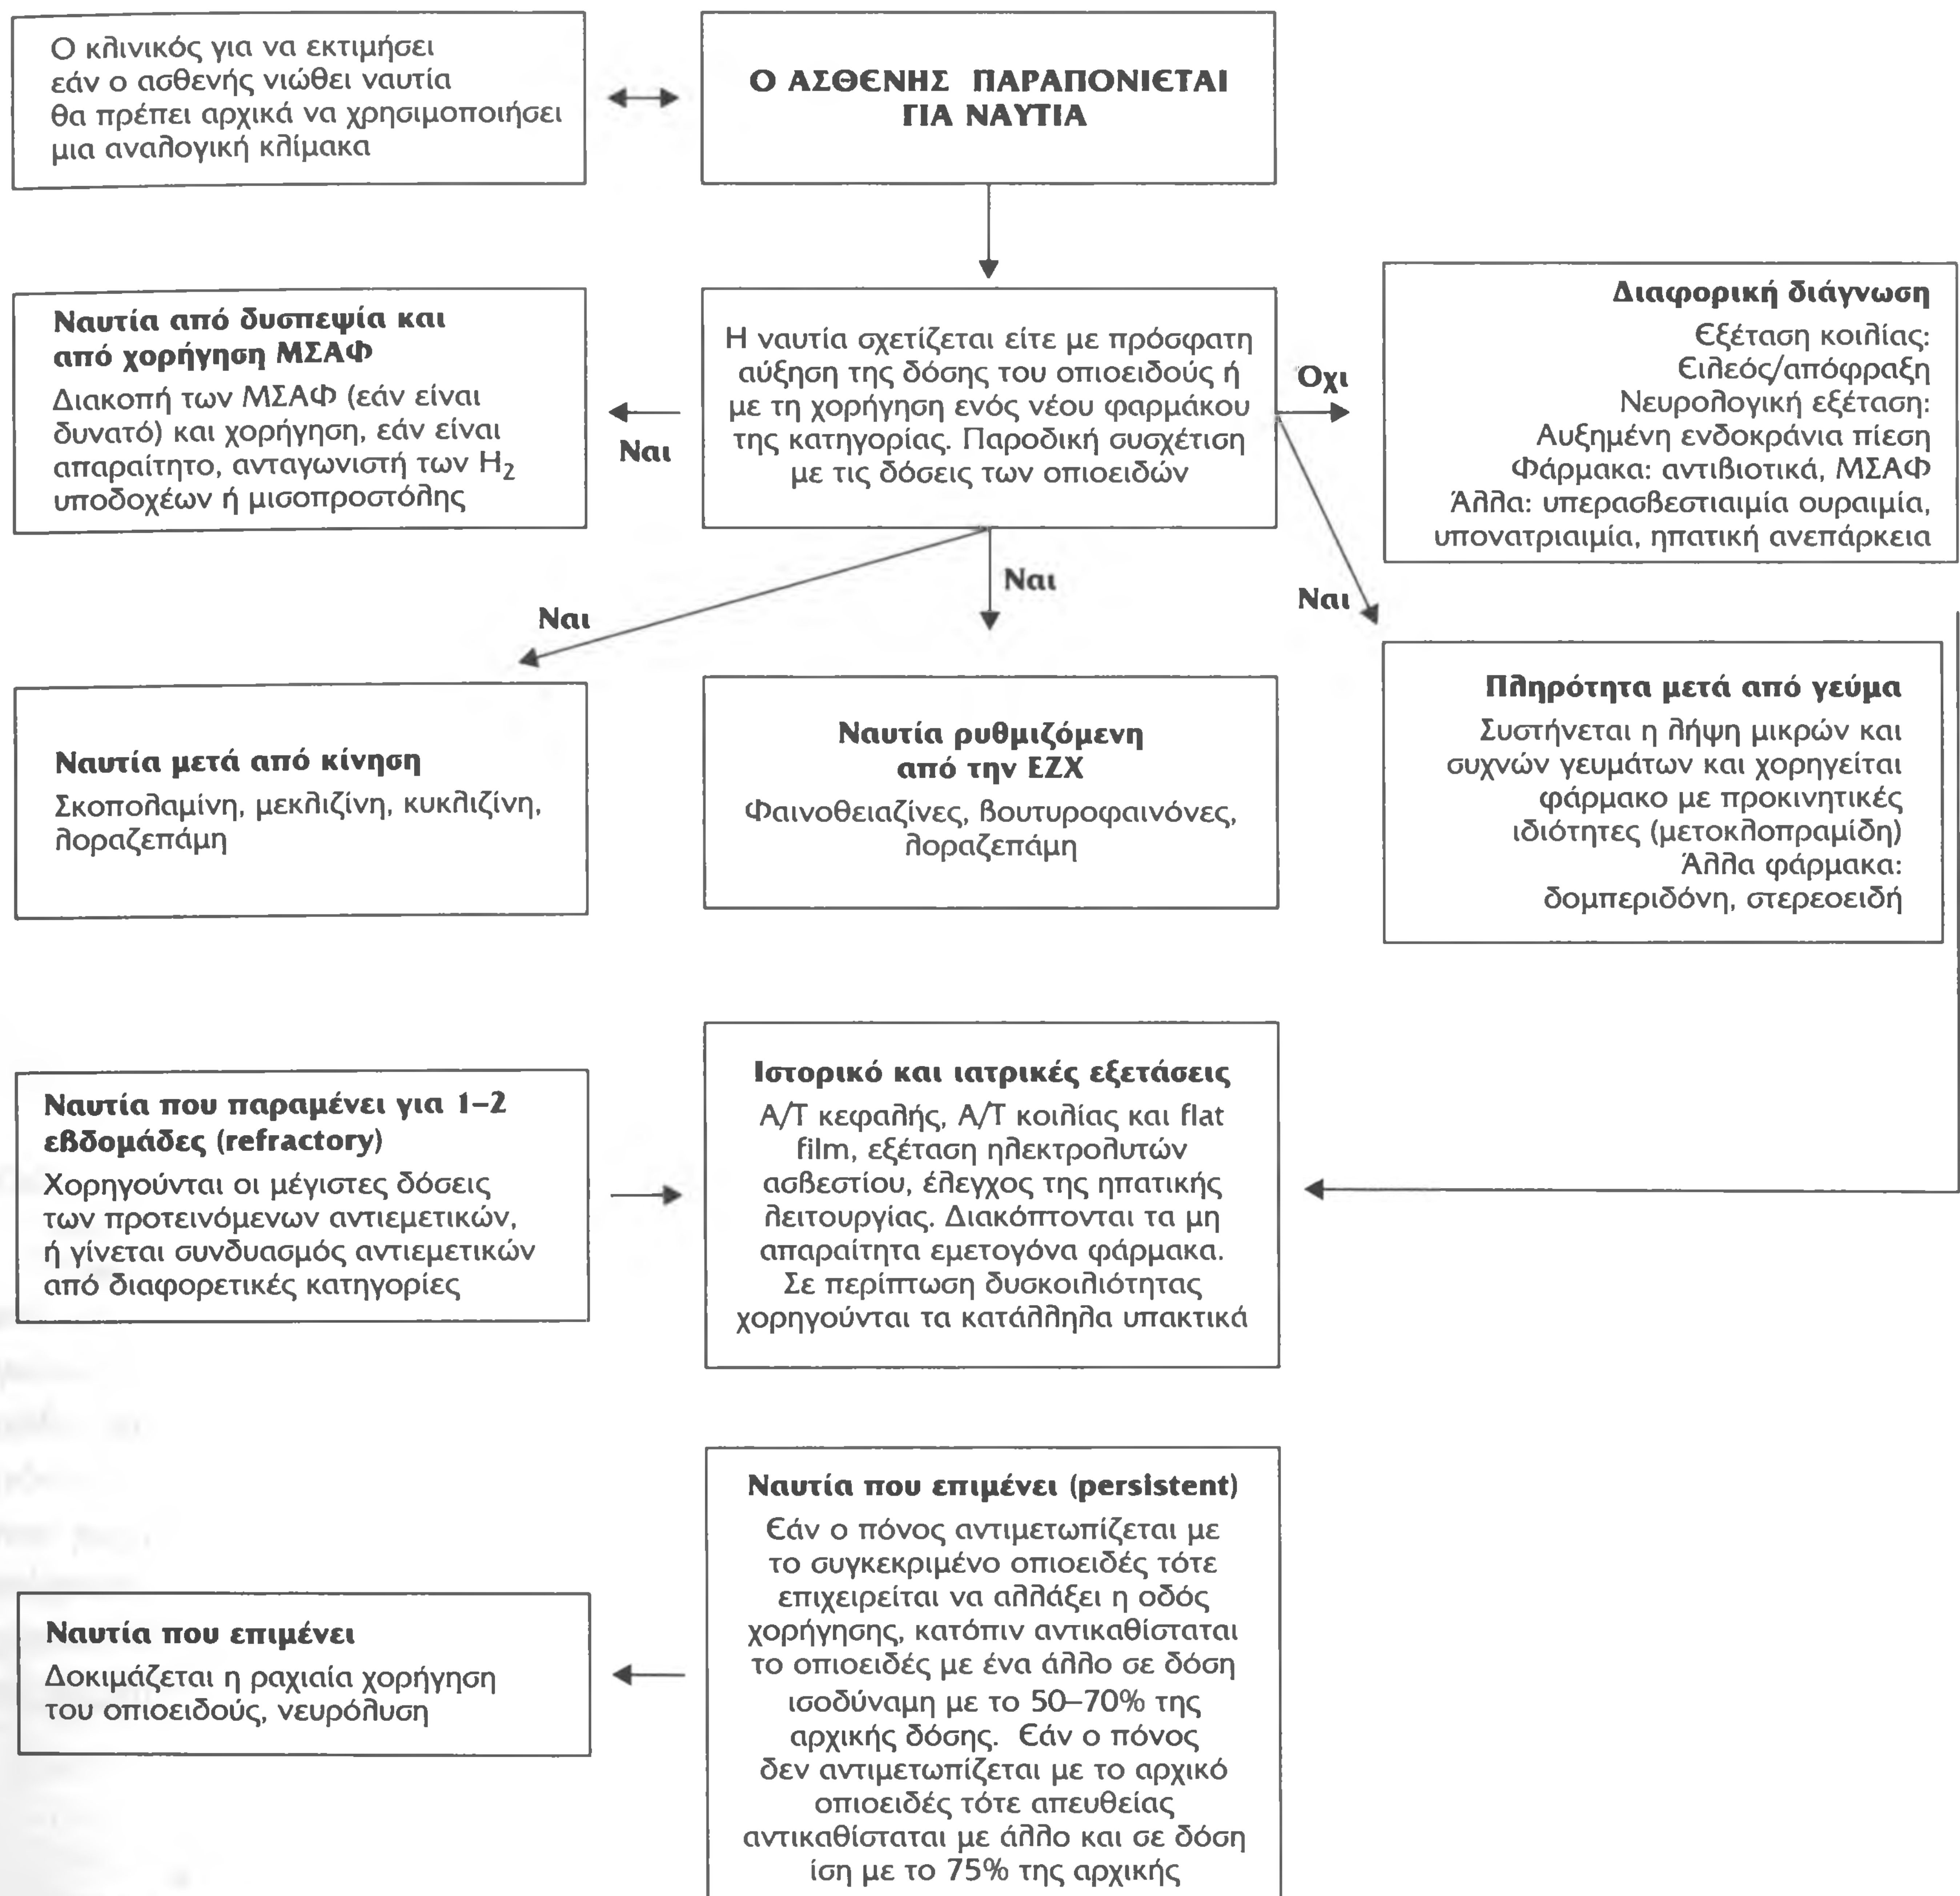 Ο κλινικός για να εκτιμήσει
εάν ο ασθενής νιώθει ναυτία
θα πρέπει αρχικά να χρησιμοποιήσει
μια αναλογική κλίμακα
Ο ΑΣΘΕΝΗΣ ΠΑΡΑΠΟΝΙΕΤΑΙ
ΓΙΑ ΝΑΥΤΙΑ
Ναυτία από δυσπεψία και
από χορήγηση ΜΣΑΦ
Διακοπή των ΜΣΑΦ (εάν είναι
δυνατό) και χορήγηση, εάν είναι
απαραίτητο, ανταγωνιστή των H₂
υποδοχέων ή μισοπροστόλης
Ναι
Η ναυτία σχετίζεται είτε με πρόσφατη
αύξηση της δόσης του οπιοειδούς ή
με τη χορήγηση ενός νέου φαρμάκου
της κατηγορίας. Παροδική συσχέτιση
με τις δόσεις των οπιοειδών
Όχι
Διαφορική διάγνωση
Εξέταση κοιλίας:
Ειλεός/απόφραξη
Νευρολογική εξέταση:
Αυξημένη ενδοκράνια πίεση
Φάρμακα: αντιβιοτικά, ΜΣΑΦ
Άλλα: υπερασβεστιαιμία ουραιμία,
υπονατριαιμία, ηπατική ανεπάρκεια
Ναι
Ναι
Ναι
Ναυτία μετά από κίνηση
Σκοπολαμίνη, μεκλιζίνη, κυκλιζίνη,
λοραζεπάμη
Ναυτία ρυθμιζόμενη
από την ΕΖΧ
Φαινοθειαζίνες, βουτυροφαινόνες,
λοραζεπάμη
Πληρότητα μετά από γεύμα
Συστήνεται η λήψη μικρών και
συχνών γευμάτων και χορηγείται
φάρμακο με προκινητικές
ιδιότητες (μετοκλοπραμίδη)
Άλλα φάρμακα:
δομπεριδόνη, στερεοειδή
Ναυτία που παραμένει για 1–2
εβδομάδες (refractory)
Χορηγούνται οι μέγιστες δόσεις
των προτεινόμενων αντιεμετικών,
ή γίνεται συνδυασμός αντιεμετικών
από διαφορετικές κατηγορίες
Ιστορικό και ιατρικές εξετάσεις
Α/Τ κεφαλής, Α/Τ κοιλίας και flat
film, εξέταση ηλεκτρολυτών
ασβεστίου, έλεγχος της ηπατικής
λειτουργίας. Διακόπτονται τα μη
απαραίτητα εμετογόνα φάρμακα.
Σε περίπτωση δυσκοιλιότητας
χορηγούνται τα κατάλληλα υπακτικά
Ναυτία που επιμένει
Δοκιμάζεται η ραχιαία χορήγηση
του οπιοειδούς, νευρόλυση
Ναυτία που επιμένει (persistent)
Εάν ο πόνος αντιμετωπίζεται με
το συγκεκριμένο οπιοειδές τότε
επιχειρείται να αλλάξει η οδός
χορήγησης, κατόπιν αντικαθίσταται
το οπιοειδές με ένα άλλο σε δόση
ισοδύναμη με το 50–70% της
αρχικής δόσης. Εάν ο πόνος
δεν αντιμετωπίζεται με το αρχικό
οπιοειδές τότε απευθείας
αντικαθίσταται με άλλο και σε δόση
ίση με το 75% της αρχικής